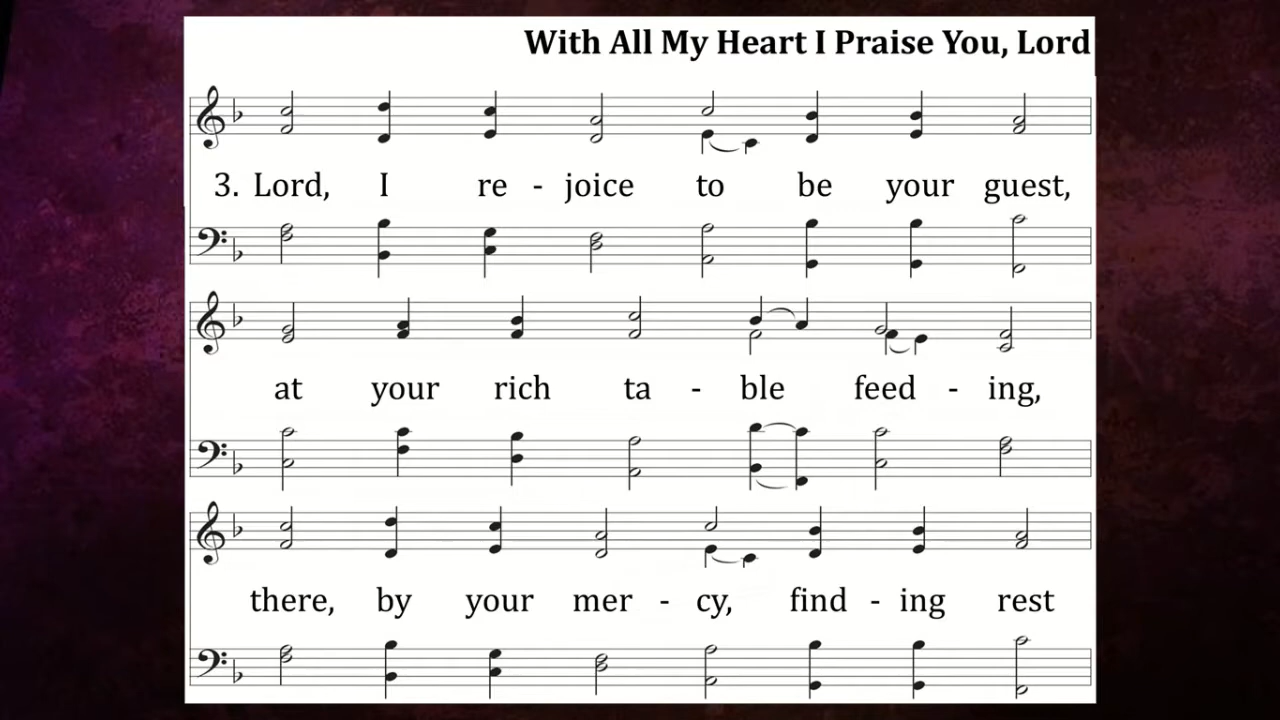 With All My Heart I Praise You, Lord
3. Lord, I re - joice to be your guest,
at your rich ta - ble feed - ing,
there, by your mer - cy, find - ing rest